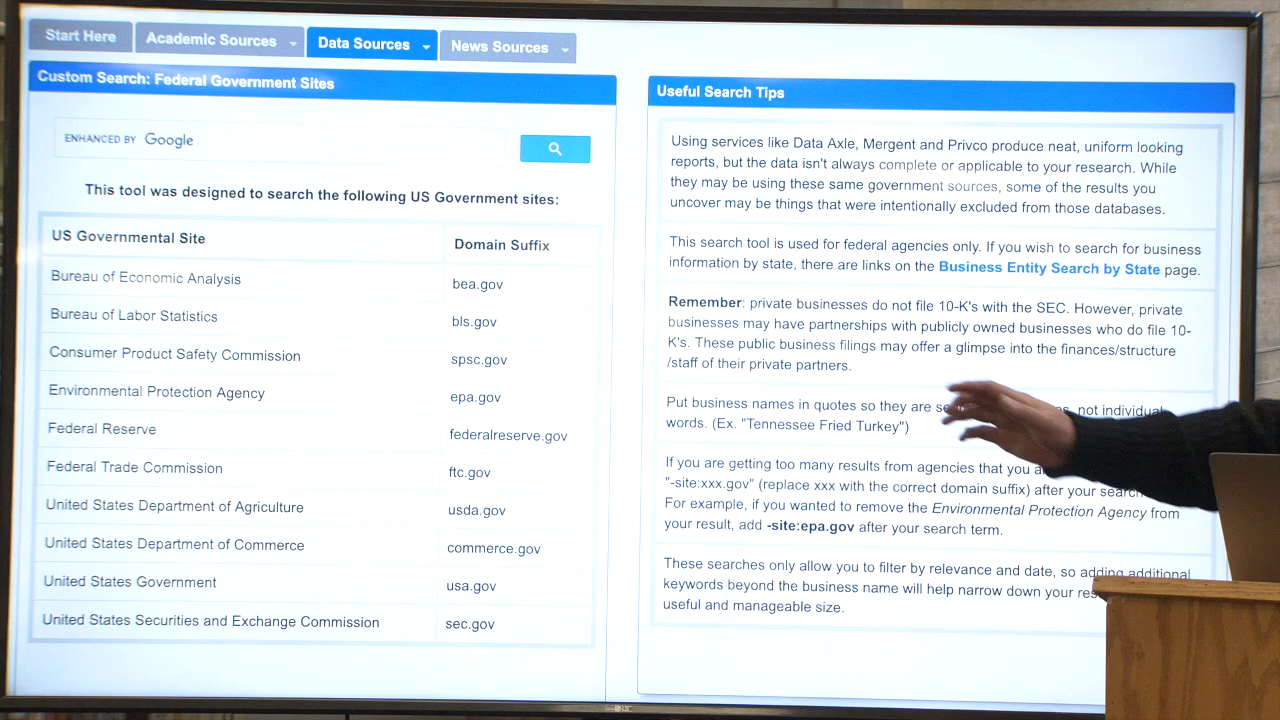 Start Here
Academic Sources
Data Sources
News Sources
Custom Search: Federal Government Sites
ENHANCED BY Google
This tool was designed to search the following US Government sites:
US Governmental Site Domain Suffix
Bureau of Economic Analysis bea.gov
Bureau of Labor Statistics bls.gov
Consumer Product Safety Commission spsc.gov
Environmental Protection Agency epa.gov
Federal Reserve federalreserve.gov
Federal Trade Commission ftc.gov
United States Department of Agriculture usda.gov
United States Department of Commerce commerce.gov
United States Government usa.gov
United States Securities and Exchange Commission sec.gov
Useful Search Tips
Using services like Data Axle, Mergent and Privco produce neat, uniform looking
reports, but the data isn't always complete or applicable to your research. While
they may be using these same government sources, some of the results you
uncover may be things that were intentionally excluded from those databases.
This search tool is used for federal agencies only. If you wish to search for business
information by state, there are links on the Business Entity Search by State page.
Remember: private businesses do not file 10-K's with the SEC. However, private
businesses may have partnerships with publicly owned businesses who do file 10-
K's. These public business filings may offer a glimpse into the finances/structure
/staff of their private partners.
Put business names in quotes so they are not individual
words. (Ex. "Tennessee Fried Turkey")
If you are getting too many results from agencies that you
"-site:xxx.gov" (replace xxx with the correct domain suffix) after your search
For example, if you wanted to remove the Environmental Protection Agency from
your result, add -site:epa.gov after your search term.
These searches only allow you to filter by relevance and date, so adding additional
keywords beyond the business name will help narrow down your
useful and manageable size.
LG